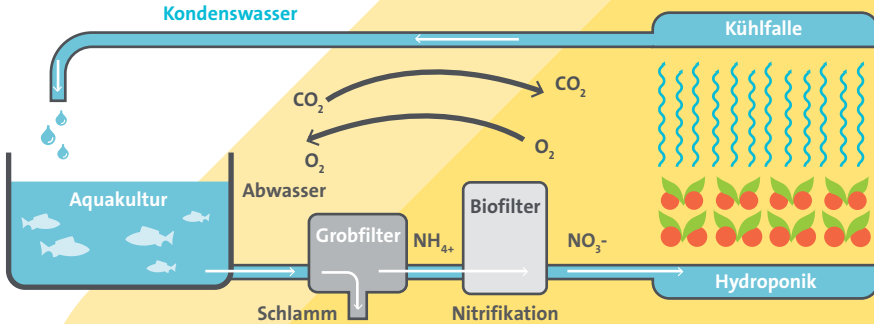 Kondenswasser
Kühlfalle
CO₂
CO₂
O₂
O₂
Aquakultur
Abwasser
Biofilter
Grobfilter
NH₄₊
NO₃-
Hydroponik
Schlamm
Nitrifikation